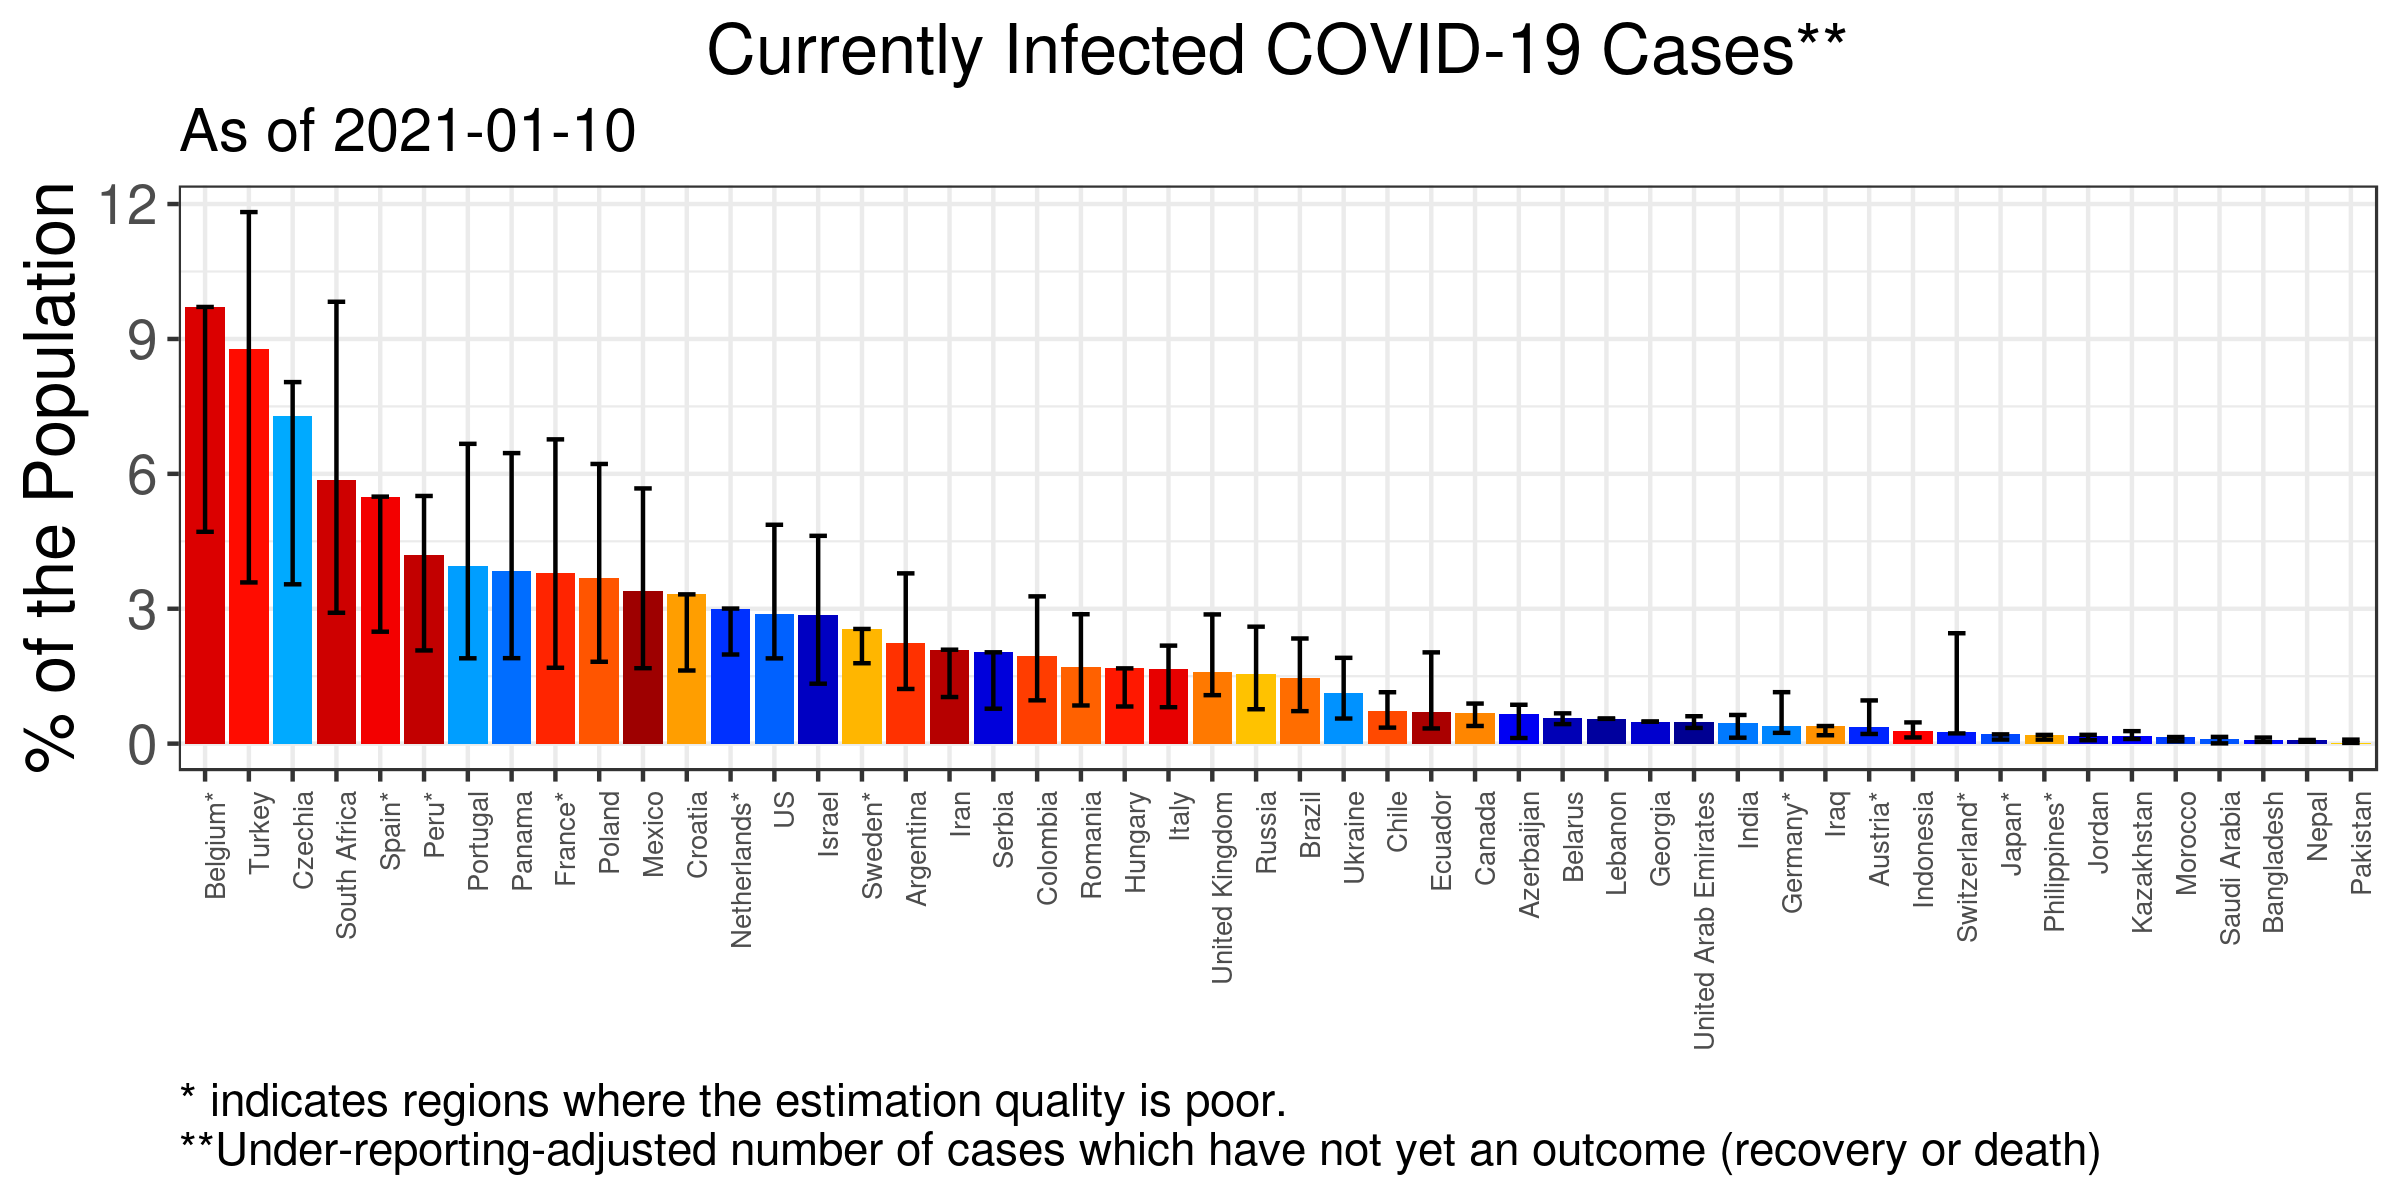 Currently Infected COVID-19 Cases**
As of 2021-01-10
% of the Population
12
9
6
3
0
Belgium*
Turkey
Czechia
South Africa
Spain*
Peru*
Portugal
Panama
France*
Poland
Mexico
Croatia
Netherlands*
US
Israel
Sweden*
Argentina
Iran
Serbia
Colombia
Romania
Hungary
Italy
United Kingdom
Russia
Brazil
Ukraine
Chile
Ecuador
Canada
Azerbaijan
Belarus
Lebanon
Georgia
United Arab Emirates
India
Germany*
Iraq
Austria*
Indonesia
Switzerland*
Japan*
Philippines*
Jordan
Kazakhstan
Morocco
Saudi Arabia
Bangladesh
Nepal
Pakistan
* indicates regions where the estimation quality is poor.
**Under-reporting-adjusted number of cases which have not yet an outcome (recovery or death)